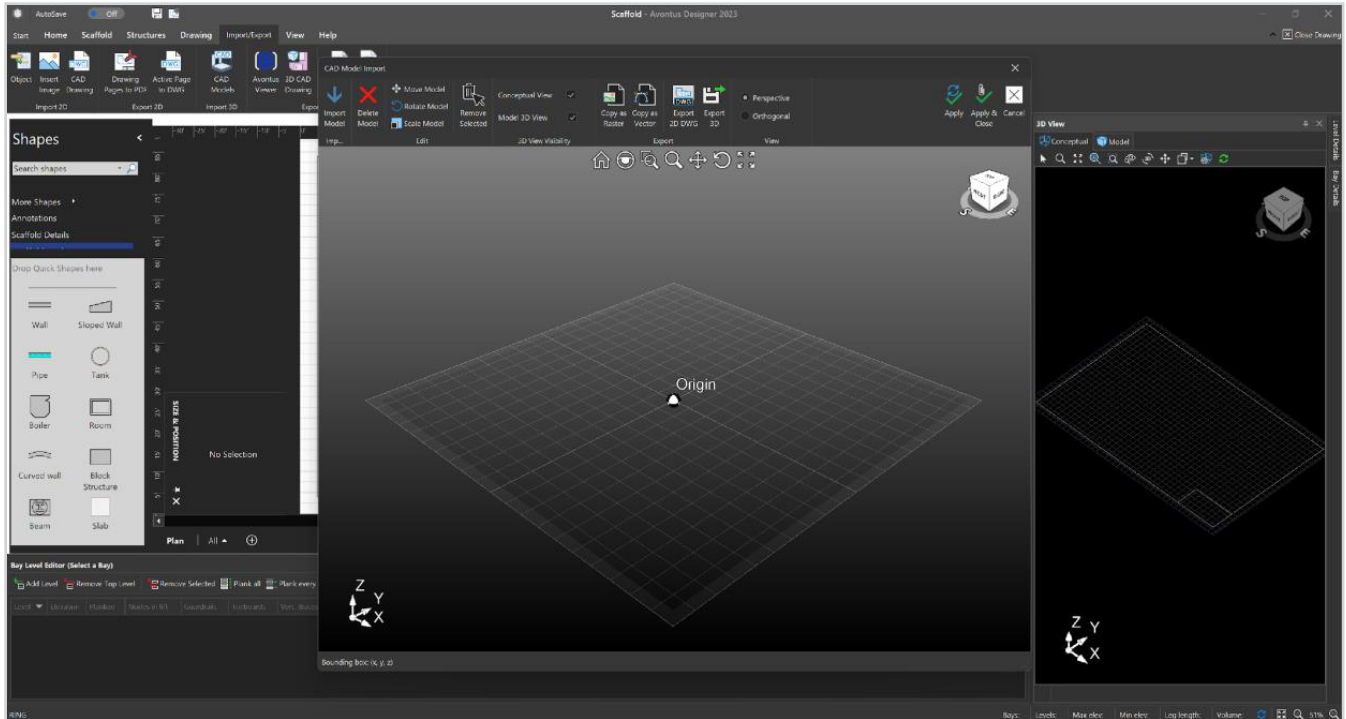 AutoSave Off
Scaffold - Avontus Designer 2023
Start Home Scaffold Structures Drawing Import/Export View Help
Close Drawing
Object
Insert Image
CAD Drawing
Import 2D
Drawing Pages to PDF
Active Page to DWG
Export 2D
CAD Models
Import 3D
Avontus Viewer
3D CAD Drawing
CAD Model Import
Import Model
Imp...
Delete Model
Move Model
Rotate Model
Scale Model
Remove Selected
Edit
Conceptual View
Model 3D View
3D View Visibility
Copy as Raster
Copy as Vector
Export 2D DWG
Export 3D
Export
Perspective
Orthogonal
View
Apply
Apply & Close
Cancel
Shapes
Search shapes
More Shapes
Annotations
Scaffold Details
Drop Quick Shapes here
Wall
Sloped Wall
Pipe
Tank
Boiler
Room
Curved wall
Block Structure
Beam
Slab
SIZE & POSITION
No Selection
Plan All
Origin
Z
Y
X
Bounding box: (x, y, z)
3D View
Conceptual Model
S E
Level Details
Bay Details
Z
Y
X
Bay Level Editor (Select a Bay)
Add Level Remove Top Level Remove Selected Plank all Plank every
Level Elevation
RING
Bays: Levels: Max elev: Min elev: Leg length: Volume: 51%